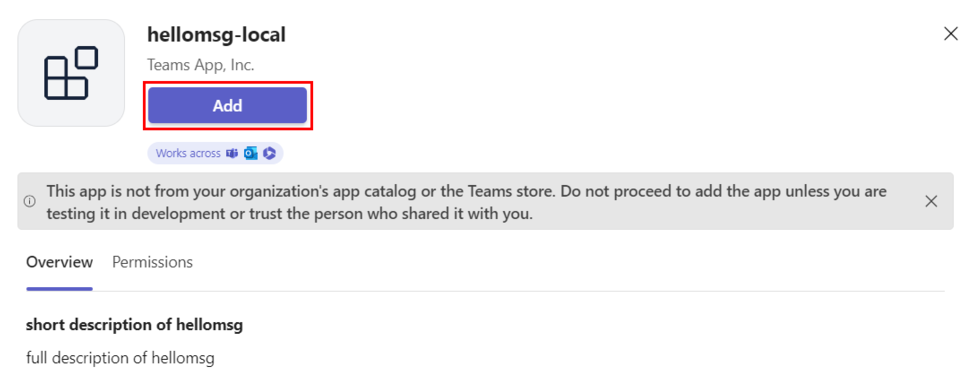 hellomsg-local
Teams App, Inc.
Add
Works across
This app is not from your organization's app catalog or the Teams store. Do not proceed to add the app unless you are
testing it in development or trust the person who shared it with you.
Overview Permissions
short description of hellomsg
full description of hellomsg